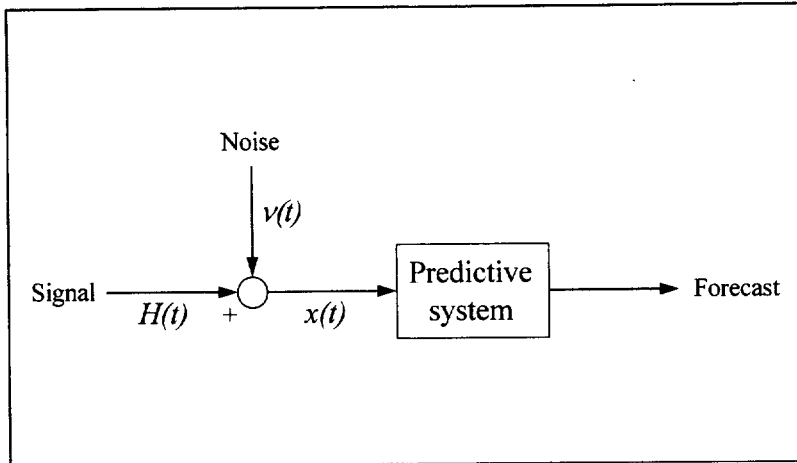 Noise
ν(t)
Signal
H(t)
+
x(t)
Predictive
system
Forecast